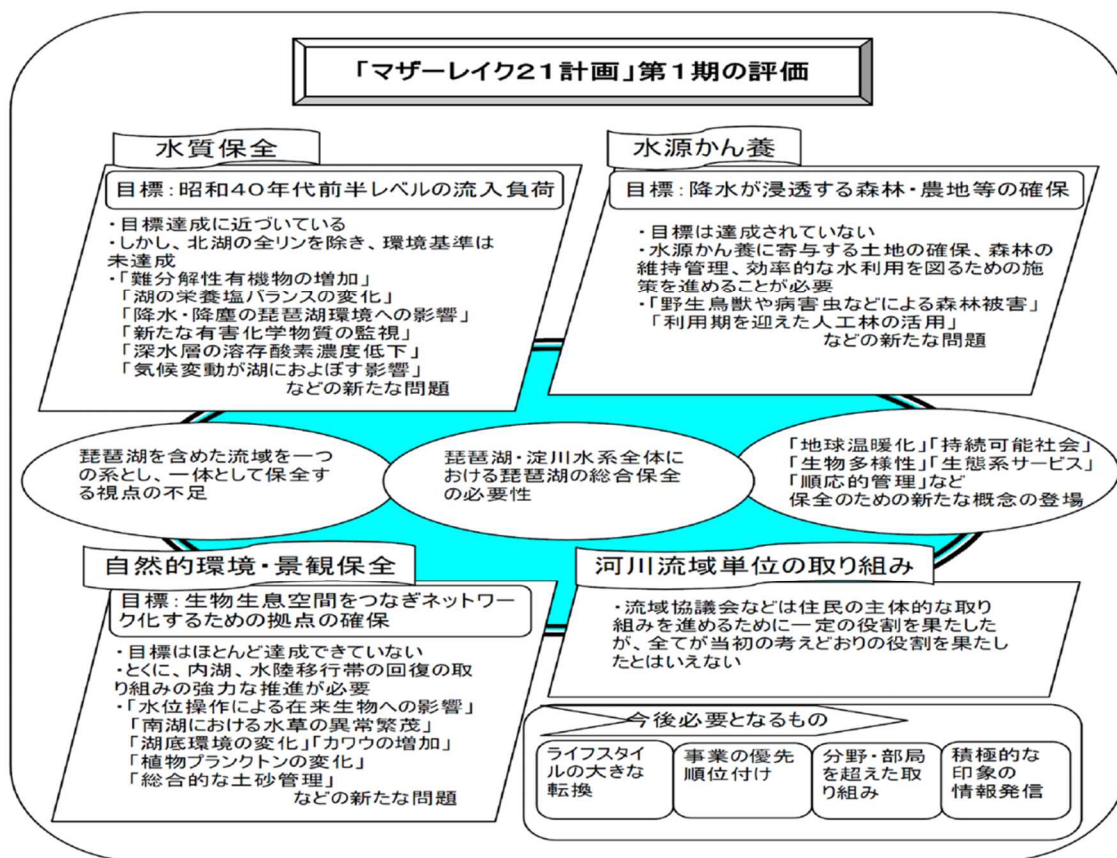 「マザーレイク21計画」第1期の評価
水質保全
目標：昭和40年代前半レベルの流入負荷
・目標達成に近づいている
・しかし、北湖の全リンを除き、環境基準は
未達成
・「難分解性有機物の増加」
「湖の栄養塩バランスの変化」
「降水・降塵の琵琶湖環境への影響」
「新たな有害化学物質の監視」
「深水層の溶存酸素濃度低下」
「気候変動が湖におよぼす影響」
などの新たな問題
水源かん養
目標：降水が浸透する森林・農地等の確保
・目標は達成されていない
・水源かん養に寄与する土地の確保、森林の
維持管理、効率的な水利用を図るための施
策を進めることが必要
・「野生鳥獣や病害虫などによる森林被害」
「利用期を迎えた人工林の活用」
などの新たな問題
琵琶湖を含めた流域を一つ
の系とし、一体として保全す
る視点の不足
琵琶湖・淀川水系全体に
おける琵琶湖の総合保全
の必要性
「地球温暖化」「持続可能社会」
「生物多様性」「生態系サービス」
「順応的管理」など
保全のための新たな概念の登場
自然的環境・景観保全
目標：生物生息空間をつなぎネットワー
ク化するための拠点の確保
・目標はほとんど達成できていない
・とくに、内湖、水陸移行帯の回復の取
り組みの強力な推進が必要
・「水位操作による在来生物への影響」
「南湖における水草の異常繁茂」
「湖底環境の変化」「カワウの増加」
「植物プランクトンの変化」
「総合的な土砂管理」
などの新たな問題
河川流域単位の取り組み
・流域協議会などは住民の主体的な取り
組みを進めるために一定の役割を果たした
が、全てが当初の考えどおりの役割を果たし
たとはいえない
今後必要となるもの
ライフスタイ
ルの大きな
転換
事業の優先
順位付け
分野・部局
を超えた取
り組み
積極的な
印象の
情報発信